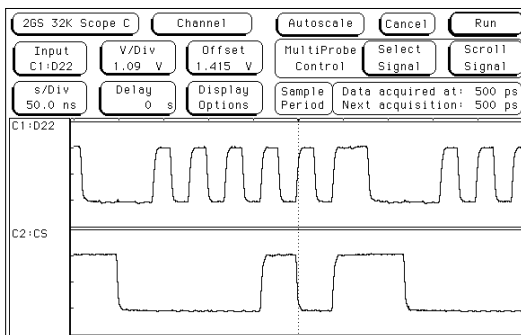 2GS 32K Scope C Channel Autoscale Cancel Run
Input V/Div Offset MultiProbe Select Scroll
C1:D22 1.09 V 1.415 V Control Signal Signal
s/Div Delay Display Sample Data acquired at: 500 ps
50.0 ns 0 s Options Period Next acquisition: 500 ps
C1:D22
C2:CS